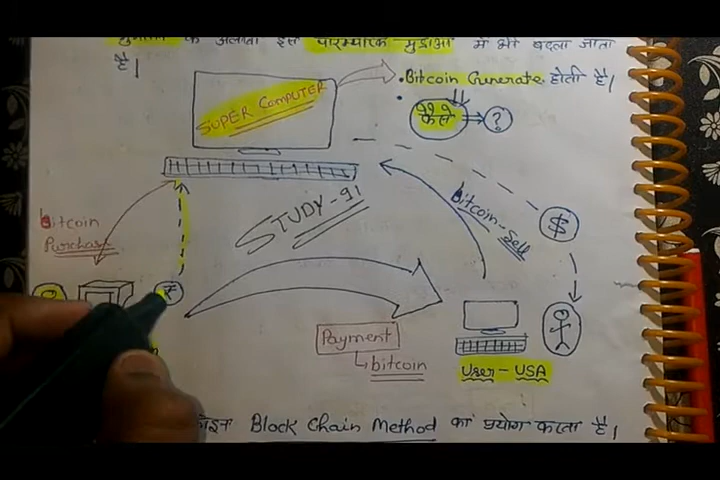 भुगतान के अलावा इसे पारम्परिक मुद्राओं में भी बदला जाता
है|
SUPER COMPUTER
• Bitcoin Generate होती है|
कैसे
?
STUDY-91
bitcoin
Purchase
bitcoin - Sell
$
₹
Payment
bitcoin
User - USA
Block Chain Method का प्रयोग करता है|